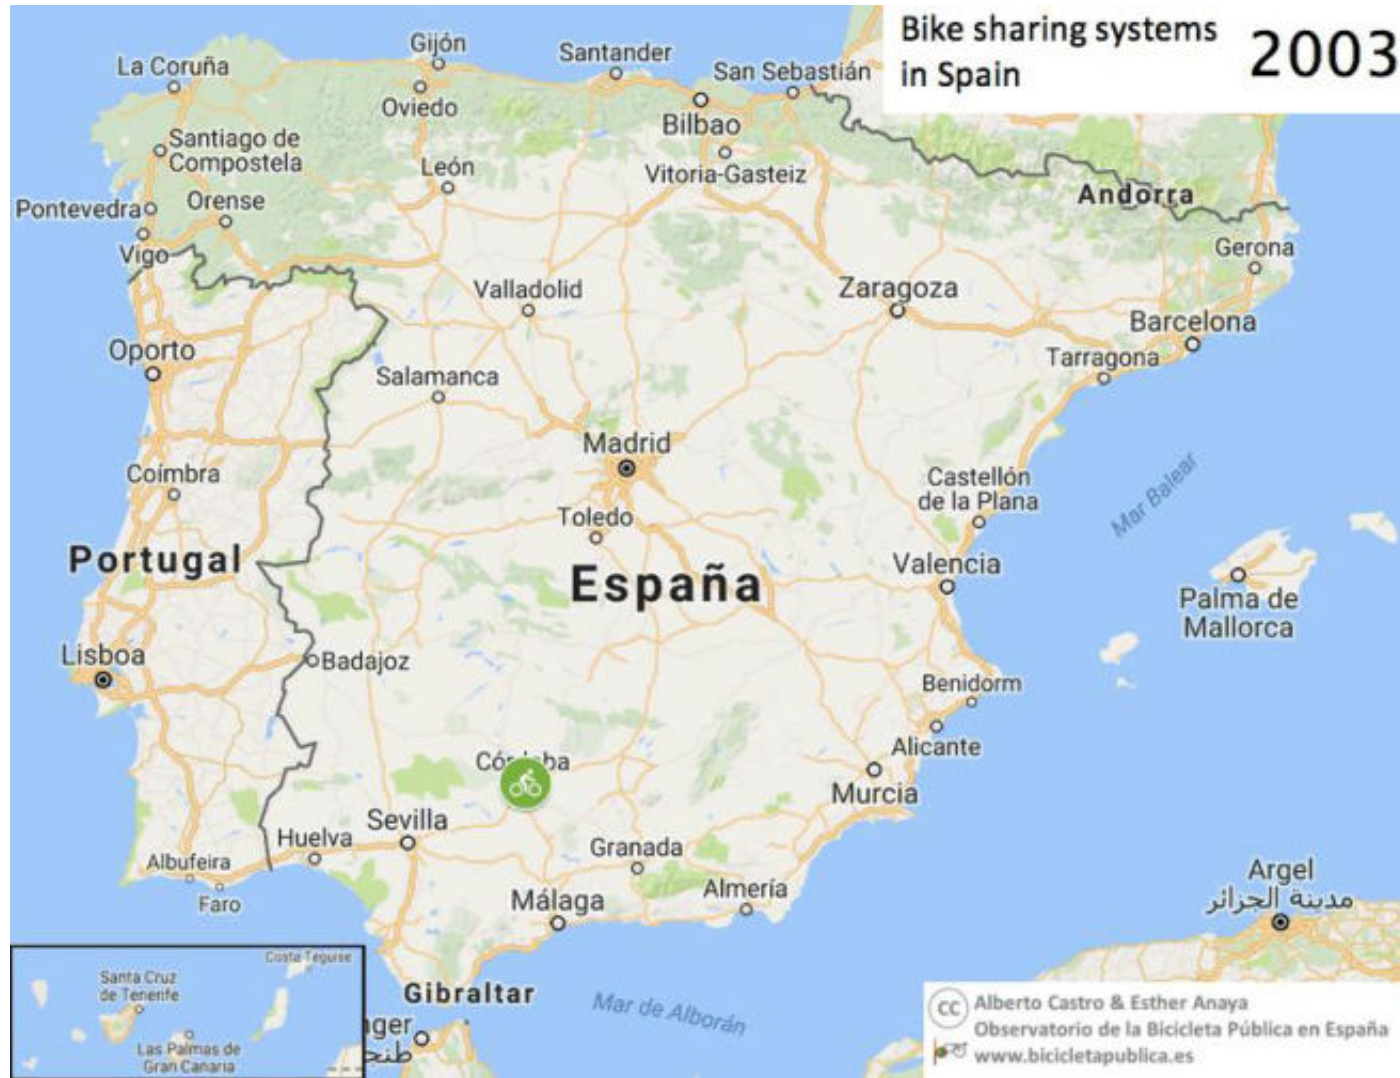 Bike sharing systems
in Spain
2003
Gijón
La Coruña
Santander
San Sebastián
Oviedo
Bilbao
Santiago de
Compostela
León
Vitoria-Gasteiz
Andorra
Pontevedra
Orense
Vigo
Gerona
Valladolid
Zaragoza
Barcelona
Oporto
Tarragona
Salamanca
Madrid
Coímbra
Castellón
de la Plana
Mar Balear
Toledo
Portugal
España
Valencia
Palma de
Mallorca
Lisboa
Badajoz
Benidorm
Alicante
Murcia
Sevilla
Huelva
Granada
Albufeira
Faro
Málaga
Almería
Argel
مدينة الجزائر
Costa Teguise
Santa Cruz
de Tenerife
Las Palmas de
Gran Canaria
Gibraltar
Mar de Alborán
cc
Alberto Castro & Esther Anaya
Observatorio de la Bicicleta Pública en España
www.bicicletapublica.es